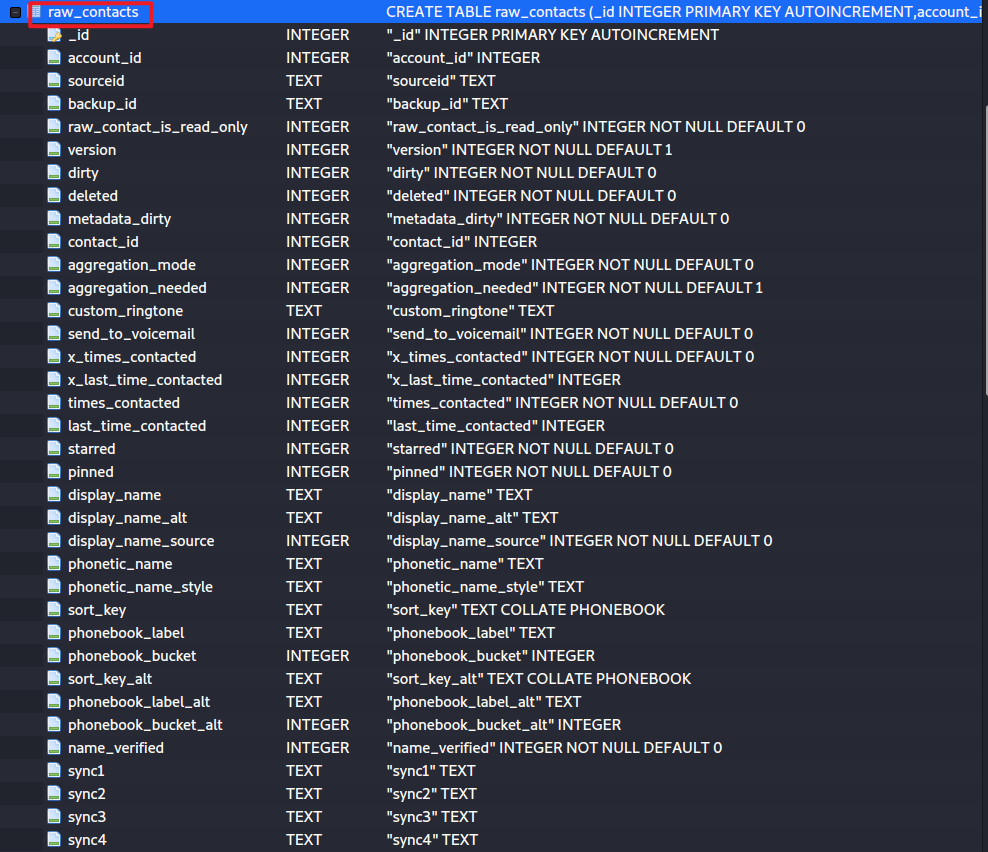 raw_contacts CREATE TABLE raw_contacts (_id INTEGER PRIMARY KEY AUTOINCREMENT,account_i
_id INTEGER "_id" INTEGER PRIMARY KEY AUTOINCREMENT
account_id INTEGER "account_id" INTEGER
sourceid TEXT "sourceid" TEXT
backup_id TEXT "backup_id" TEXT
raw_contact_is_read_only INTEGER "raw_contact_is_read_only" INTEGER NOT NULL DEFAULT 0
version INTEGER "version" INTEGER NOT NULL DEFAULT 1
dirty INTEGER "dirty" INTEGER NOT NULL DEFAULT 0
deleted INTEGER "deleted" INTEGER NOT NULL DEFAULT 0
metadata_dirty INTEGER "metadata_dirty" INTEGER NOT NULL DEFAULT 0
contact_id INTEGER "contact_id" INTEGER
aggregation_mode INTEGER "aggregation_mode" INTEGER NOT NULL DEFAULT 0
aggregation_needed INTEGER "aggregation_needed" INTEGER NOT NULL DEFAULT 1
custom_ringtone TEXT "custom_ringtone" TEXT
send_to_voicemail INTEGER "send_to_voicemail" INTEGER NOT NULL DEFAULT 0
x_times_contacted INTEGER "x_times_contacted" INTEGER NOT NULL DEFAULT 0
x_last_time_contacted INTEGER "x_last_time_contacted" INTEGER
times_contacted INTEGER "times_contacted" INTEGER NOT NULL DEFAULT 0
last_time_contacted INTEGER "last_time_contacted" INTEGER
starred INTEGER "starred" INTEGER NOT NULL DEFAULT 0
pinned INTEGER "pinned" INTEGER NOT NULL DEFAULT 0
display_name TEXT "display_name" TEXT
display_name_alt TEXT "display_name_alt" TEXT
display_name_source INTEGER "display_name_source" INTEGER NOT NULL DEFAULT 0
phonetic_name TEXT "phonetic_name" TEXT
phonetic_name_style TEXT "phonetic_name_style" TEXT
sort_key TEXT "sort_key" TEXT COLLATE PHONEBOOK
phonebook_label TEXT "phonebook_label" TEXT
phonebook_bucket INTEGER "phonebook_bucket" INTEGER
sort_key_alt TEXT "sort_key_alt" TEXT COLLATE PHONEBOOK
phonebook_label_alt TEXT "phonebook_label_alt" TEXT
phonebook_bucket_alt INTEGER "phonebook_bucket_alt" INTEGER
name_verified INTEGER "name_verified" INTEGER NOT NULL DEFAULT 0
sync1 TEXT "sync1" TEXT
sync2 TEXT "sync2" TEXT
sync3 TEXT "sync3" TEXT
sync4 TEXT "sync4" TEXT